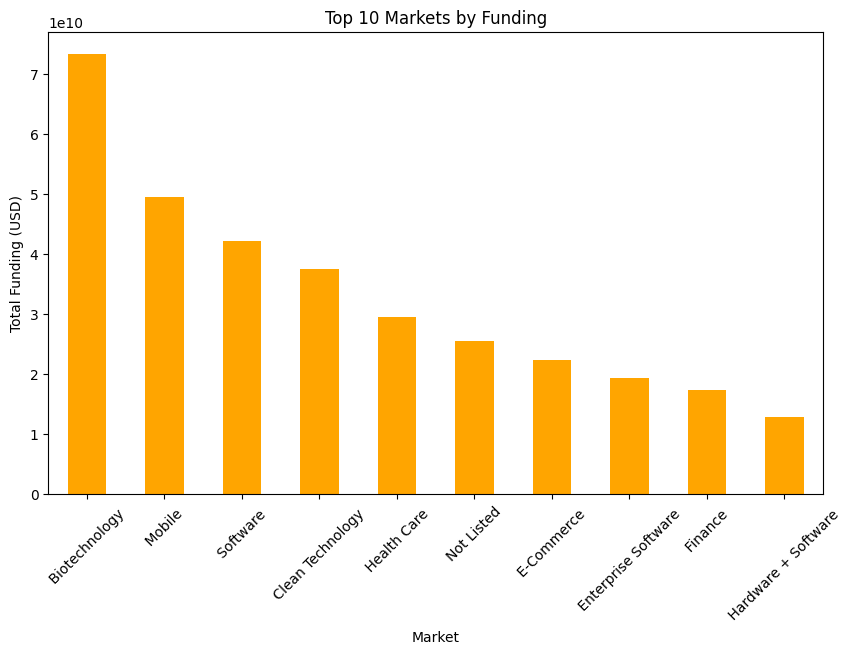 Top 10 Markets by Funding
1e10
7
6
5
4
3
2
1
0
Total Funding (USD)
Biotechnology
Mobile
Software
Clean Technology
Health Care
Not Listed
E-Commerce
Enterprise Software
Finance
Hardware + Software
Market